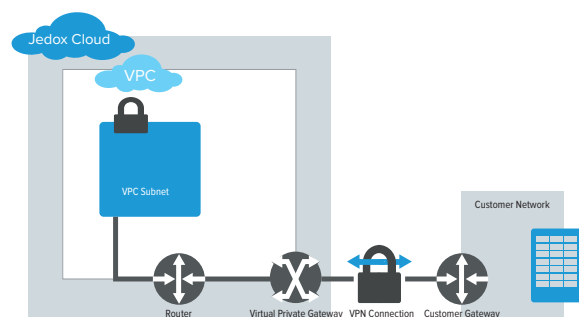 Jedox Cloud
VPC
VPC Subnet
Customer Network
Router
Virtual Private Gateway
VPN Connection
Customer Gateway